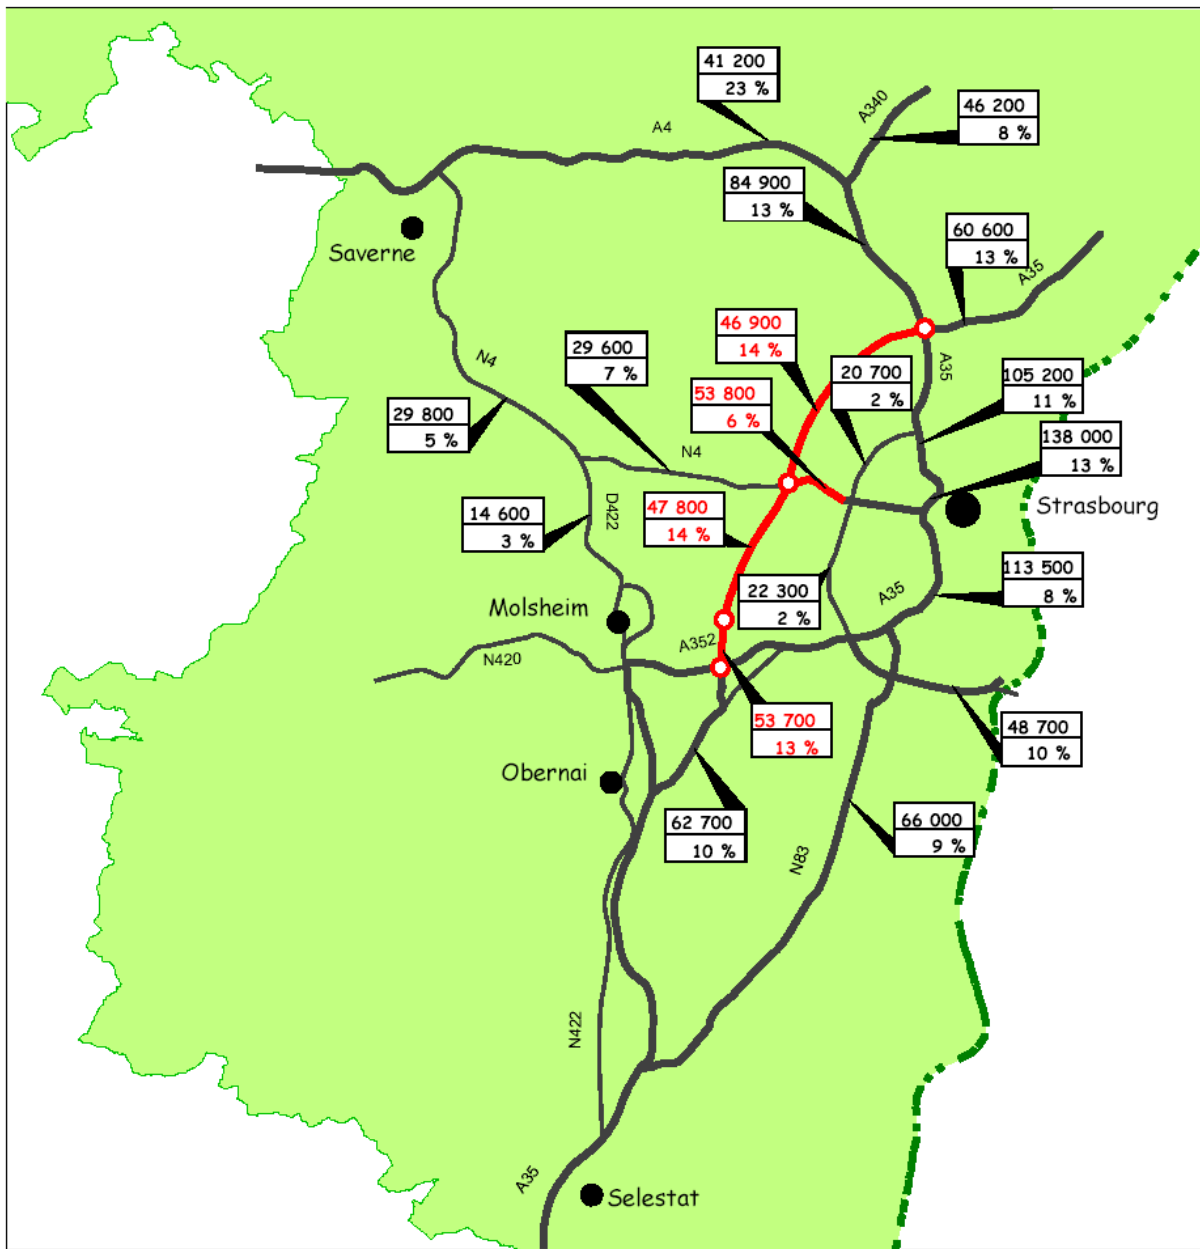 41 200
23 %
A340
46 200
8 %
A4
84 900
13 %
60 600
13 %
A35
Saverne
46 900
14 %
29 600
7 %
N4
20 700
2 %
A35
105 200
11 %
53 800
6 %
29 800
5 %
138 000
13 %
N4
14 600
3 %
D422
47 800
14 %
Strasbourg
22 300
2 %
A35
113 500
8 %
Molsheim
A352
N420
53 700
13 %
48 700
10 %
Obernai
62 700
10 %
66 000
9 %
N83
N422
A35
Selestat